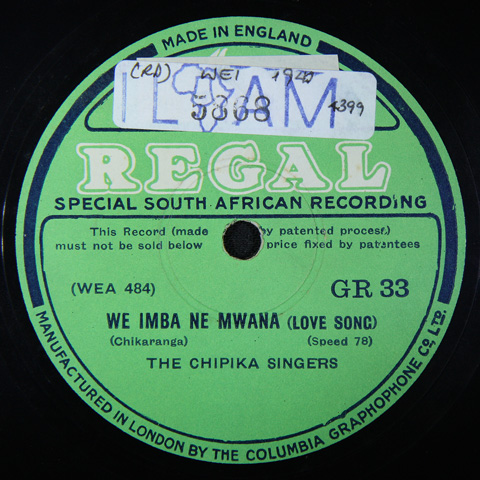 MADE IN ENGLAND
(RD) WEI 1940
ILAM
5868
4399
REGAL
SPECIAL SOUTH AFRICAN RECORDING
This Record (made by patented process)
must not be sold below price fixed by patentees
(WEA 484)
GR 33
WE IMBA NE MWANA (LOVE SONG)
(Chikaranga)
(Speed 78)
THE CHIPIKA SINGERS
MANUFACTURED IN LONDON BY THE COLUMBIA GRAPHOPHONE CO, LTD.